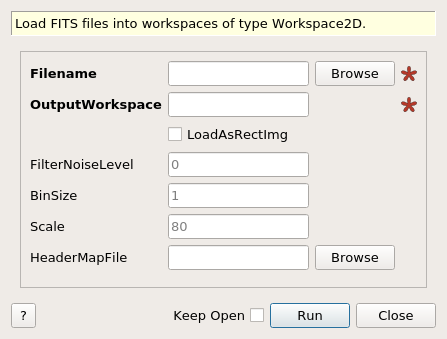 Load FITS files into workspaces of type Workspace2D.
Filename Browse *
OutputWorkspace *
LoadAsRectImg
FilterNoiseLevel 0
BinSize 1
Scale 80
HeaderMapFile Browse
? Keep Open Run Close